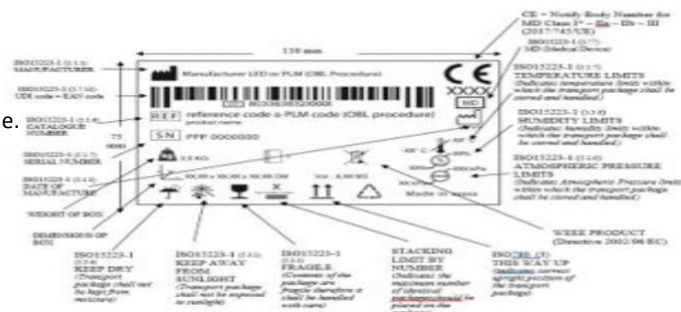 CE = Notify Body Number for
MD Class I* – IIa – IIb – III
(2017/745/UE)
110 mm
ISO15223-1
MANUFACTURER
Manufacturer LED or PLM (OBL Procedure)
CE
XXXX
MD (Medical Device)
MD
UDI code – EAN code
ISO15223-1
TEMPERATURE LIMITS
(Indicates temperature limits within
which the transport package shall
be stored and handled.)
e.
ISO15223-1
CATALOGUE
NUMBER
REF
reference code o PLM code (OBL procedure)
product name
75
mm
SN
PPP 0000000
ISO15223-1
HUMIDITY LIMITS
(Indicates humidity limit within
which the transport package
shall be stored and handled.)
ISO15223-1
SERIAL NUMBER
ISO15223-1
DATE OF
MANUFACTURE
ISO15223-1
ATMOSPHERIC PRESSURE
LIMITS
(Indicates Atmospheric Pressure limits
within which the transport package
shall be stored and handled.)
WEIGHT OF BOX
Made in
DIMENSIONS OF
BOX
WEEE PRODUCT
(Directive 2002/96 EC)
ISO15223-1
KEEP DRY
(Transport
package shall not
be kept from
moisture)
ISO15223-1
KEEP AWAY
FROM
SUNLIGHT
(Transport package
shall not be exposed
to sunlight)
ISO15223-1
FRAGILE
(Contents of the
package are
fragile therefore it
shall be handled
with care)
STACKING
LIMIT BY
NUMBER
(Indicates the
maximum number
of identical
packages should be
placed on the
THIS WAY UP
(Indicates correct
upright position of
the transport
package)